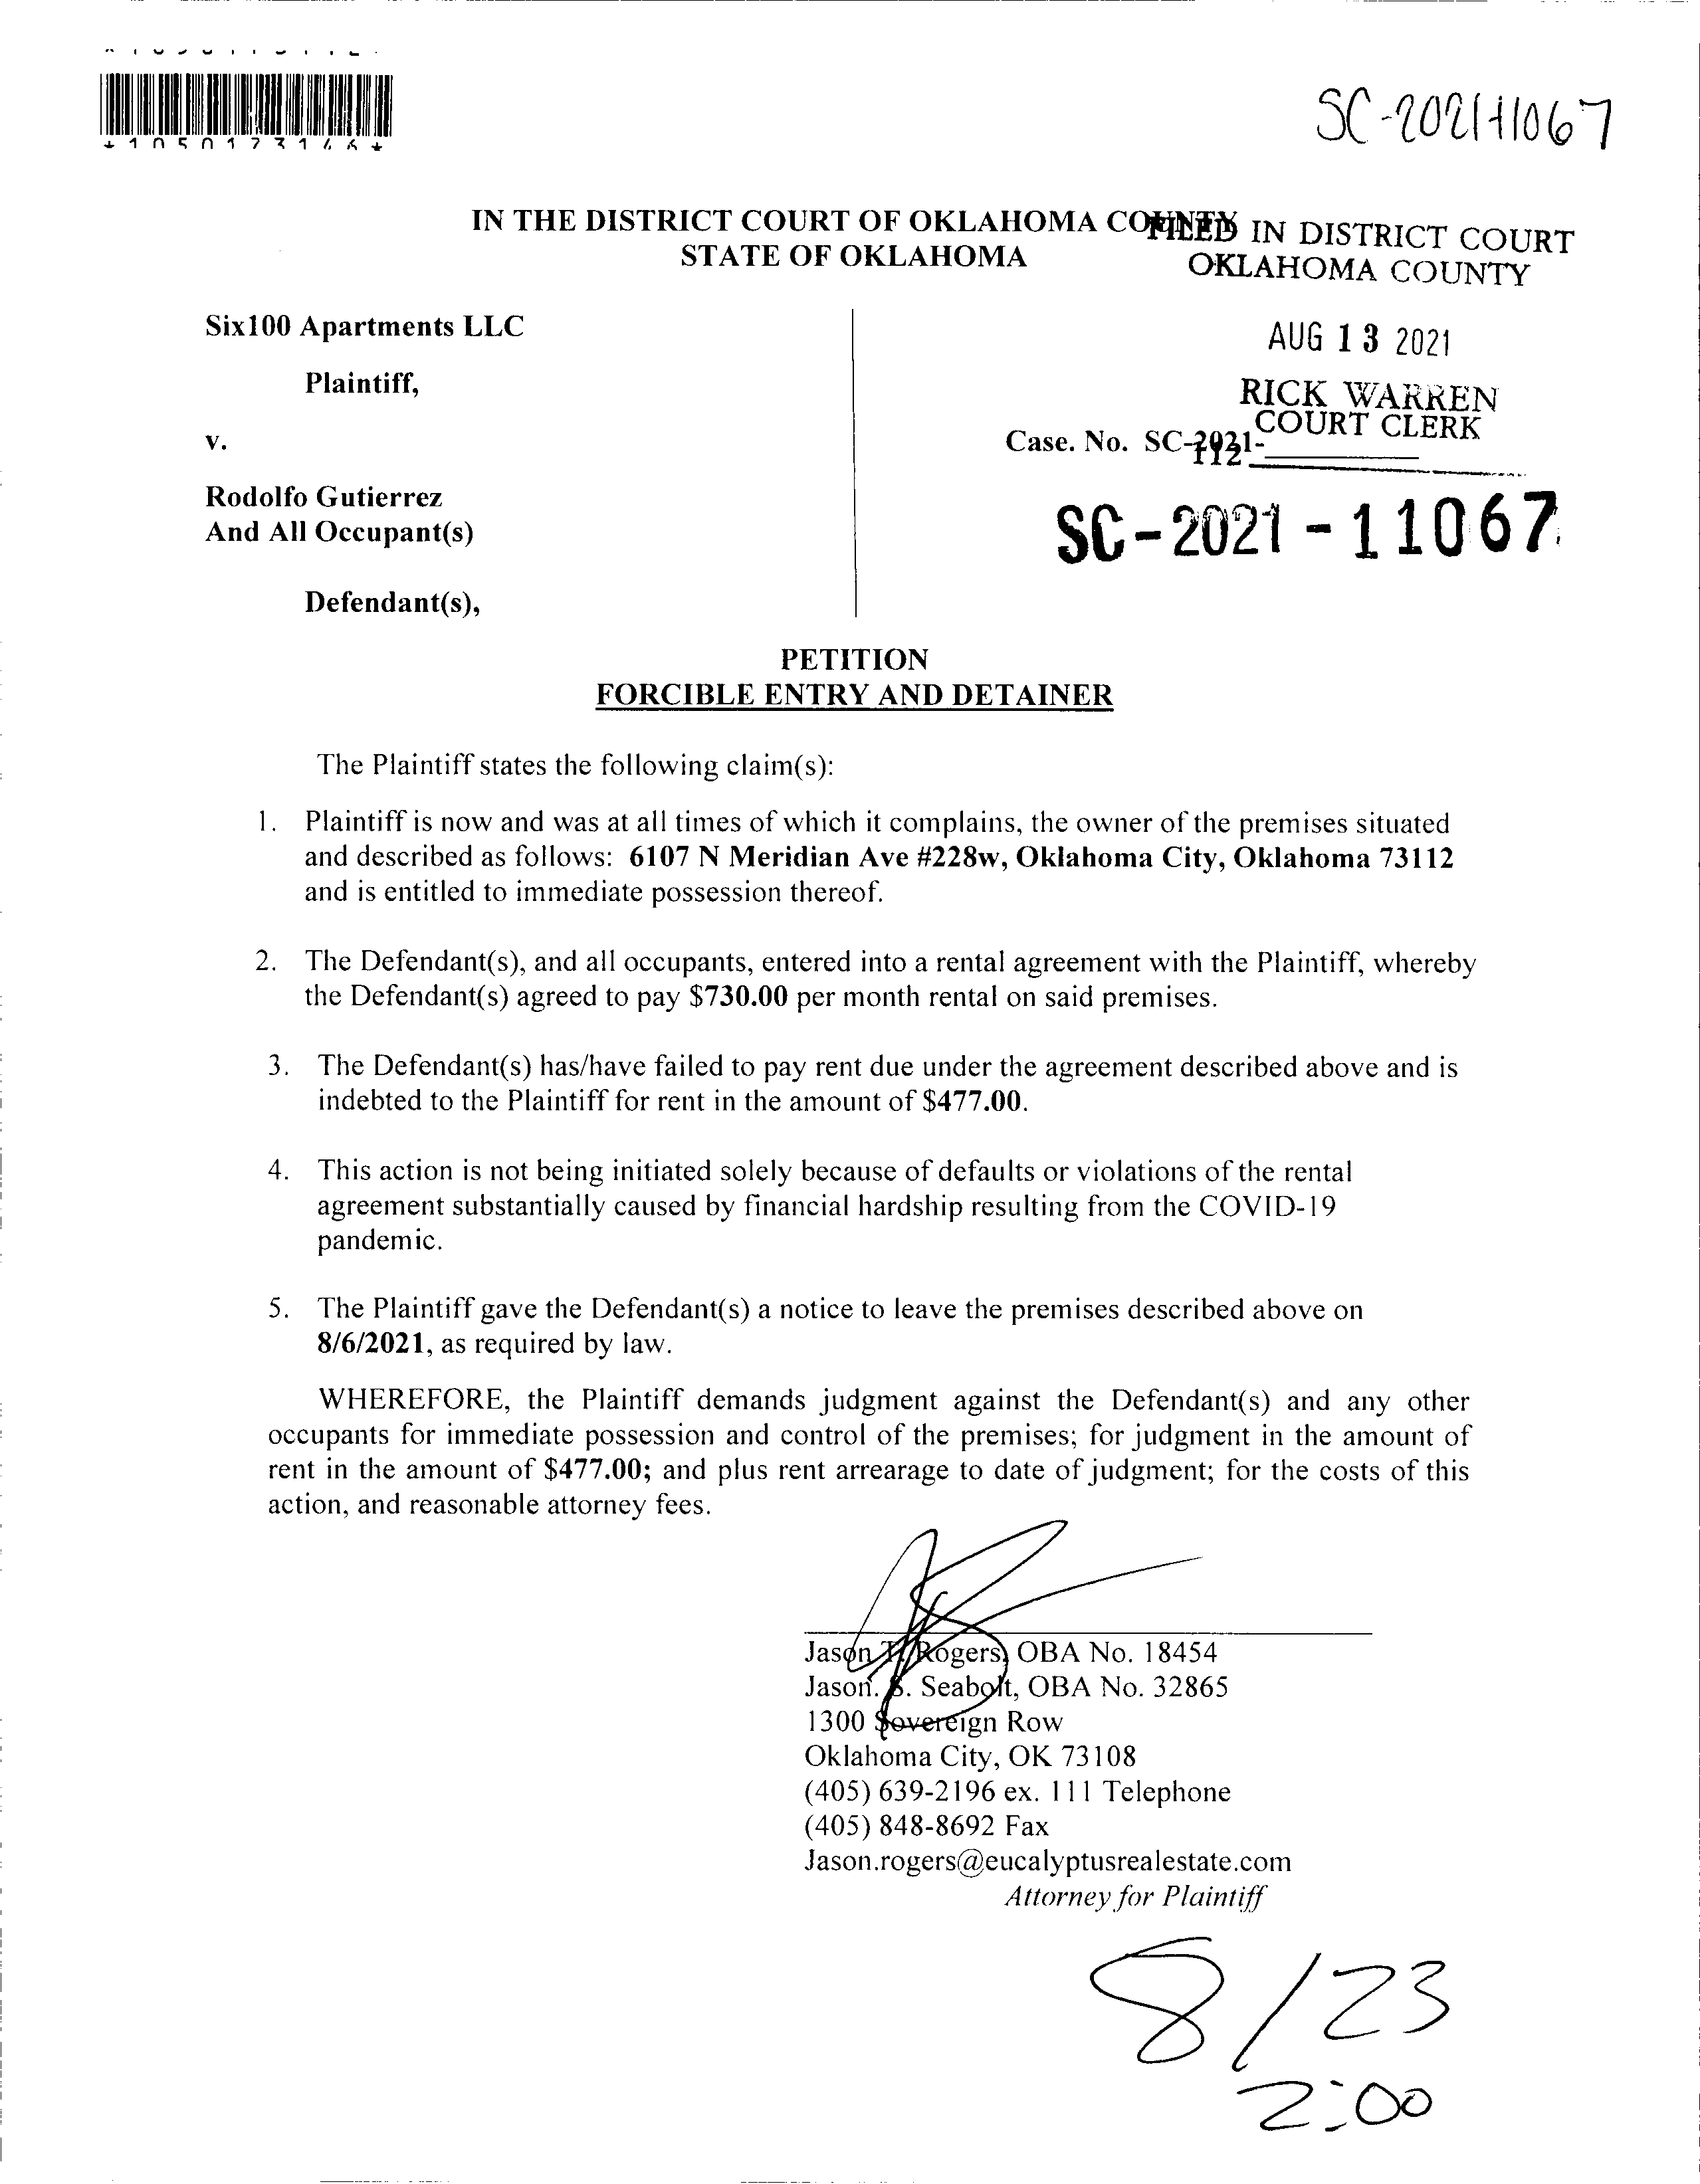 *1050173166*
SC-2021-11067
IN THE DISTRICT COURT OF OKLAHOMA COUNTY
STATE OF OKLAHOMA
FILED IN DISTRICT COURT
OKLAHOMA COUNTY
Six100 Apartments LLC
AUG 13 2021
Plaintiff,
RICK WARREN
COURT CLERK
v.
Case. No. SC-2021-
112
Rodolfo Gutierrez
And All Occupant(s)
SC-2021-11067
Defendant(s),
PETITION
FORCIBLE ENTRY AND DETAINER
The Plaintiff states the following claim(s):
1. Plaintiff is now and was at all times of which it complains, the owner of the premises situated
and described as follows: 6107 N Meridian Ave #228w, Oklahoma City, Oklahoma 73112
and is entitled to immediate possession thereof.
2. The Defendant(s), and all occupants, entered into a rental agreement with the Plaintiff, whereby
the Defendant(s) agreed to pay $730.00 per month rental on said premises.
3. The Defendant(s) has/have failed to pay rent due under the agreement described above and is
indebted to the Plaintiff for rent in the amount of $477.00.
4. This action is not being initiated solely because of defaults or violations of the rental
agreement substantially caused by financial hardship resulting from the COVID-19
pandemic.
5. The Plaintiff gave the Defendant(s) a notice to leave the premises described above on
8/6/2021, as required by law.
WHEREFORE, the Plaintiff demands judgment against the Defendant(s) and any other
occupants for immediate possession and control of the premises; for judgment in the amount of
rent in the amount of $477.00; and plus rent arrearage to date of judgment; for the costs of this
action, and reasonable attorney fees.
Jason T. Rogers, OBA No. 18454
Jason. S. Seabolt, OBA No. 32865
1300 Sovereign Row
Oklahoma City, OK 73108
(405) 639-2196 ex. 111 Telephone
(405) 848-8692 Fax
Jason.rogers@eucalyptusrealestate.com
Attorney for Plaintiff
8/23
2:00